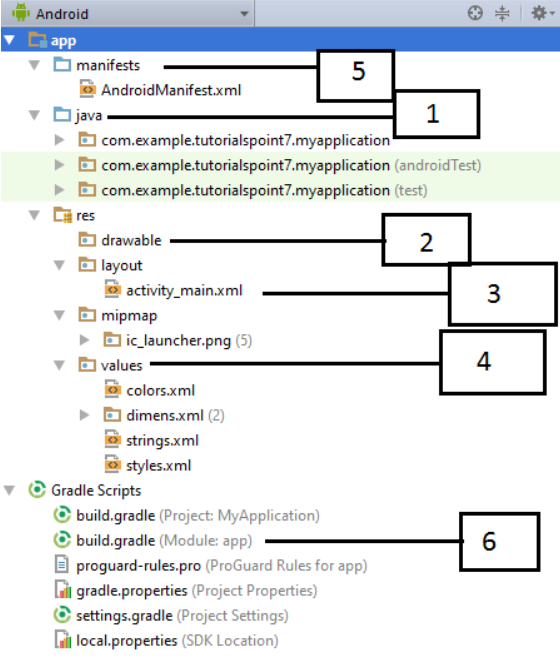 Android
app
manifests
5
AndroidManifest.xml
java
1
com.example.tutorialspoint7.myapplication
com.example.tutorialspoint7.myapplication (androidTest)
com.example.tutorialspoint7.myapplication (test)
res
drawable
2
layout
activity_main.xml
3
mipmap
ic_launcher.png (5)
values
4
colors.xml
dimens.xml (2)
strings.xml
styles.xml
Gradle Scripts
build.gradle (Project: MyApplication)
build.gradle (Module: app)
6
proguard-rules.pro (ProGuard Rules for app)
gradle.properties (Project Properties)
settings.gradle (Project Settings)
local.properties (SDK Location)